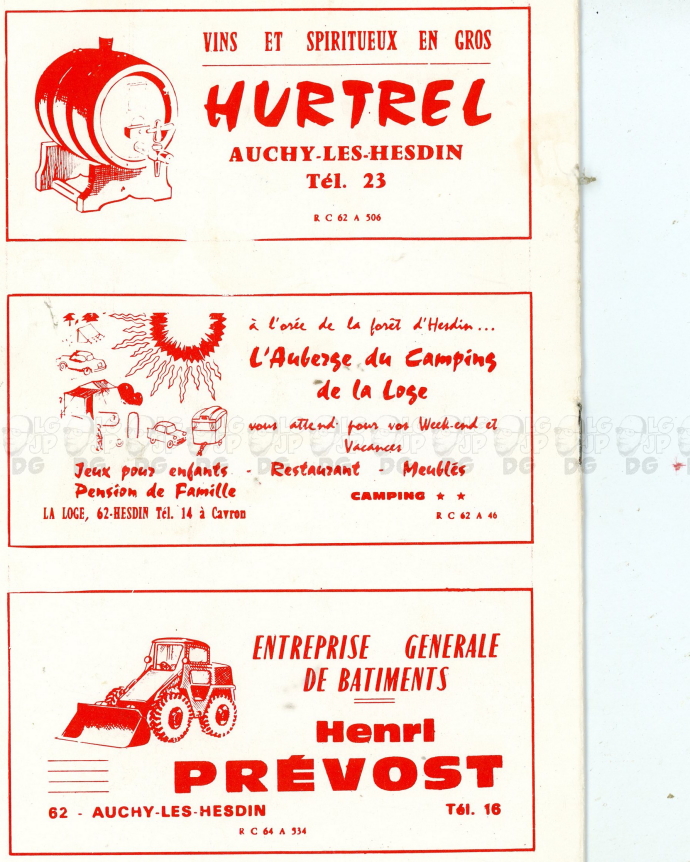 VINS ET SPIRITUEUX EN GROS
HURTREL
AUCHY-LES-HESDIN
Tél. 23
R C 62 A 506
à l'orée de la forêt d'Hesdin...
L'Auberge du Camping
de la Loge
vous attend pour vos Week-end et
Vacances
Jeux pour enfants - Restaurant - Meublés
Pension de Famille
CAMPING ★ ★
LA LOGE, 62-HESDIN Tél. 14 à Cavron
R C 62 A 46
ENTREPRISE GENERALE
DE BATIMENTS
Henri
PRÉVOST
62 - AUCHY-LES-HESDIN
Tél. 16
R C 64 A 534
LG JP DG